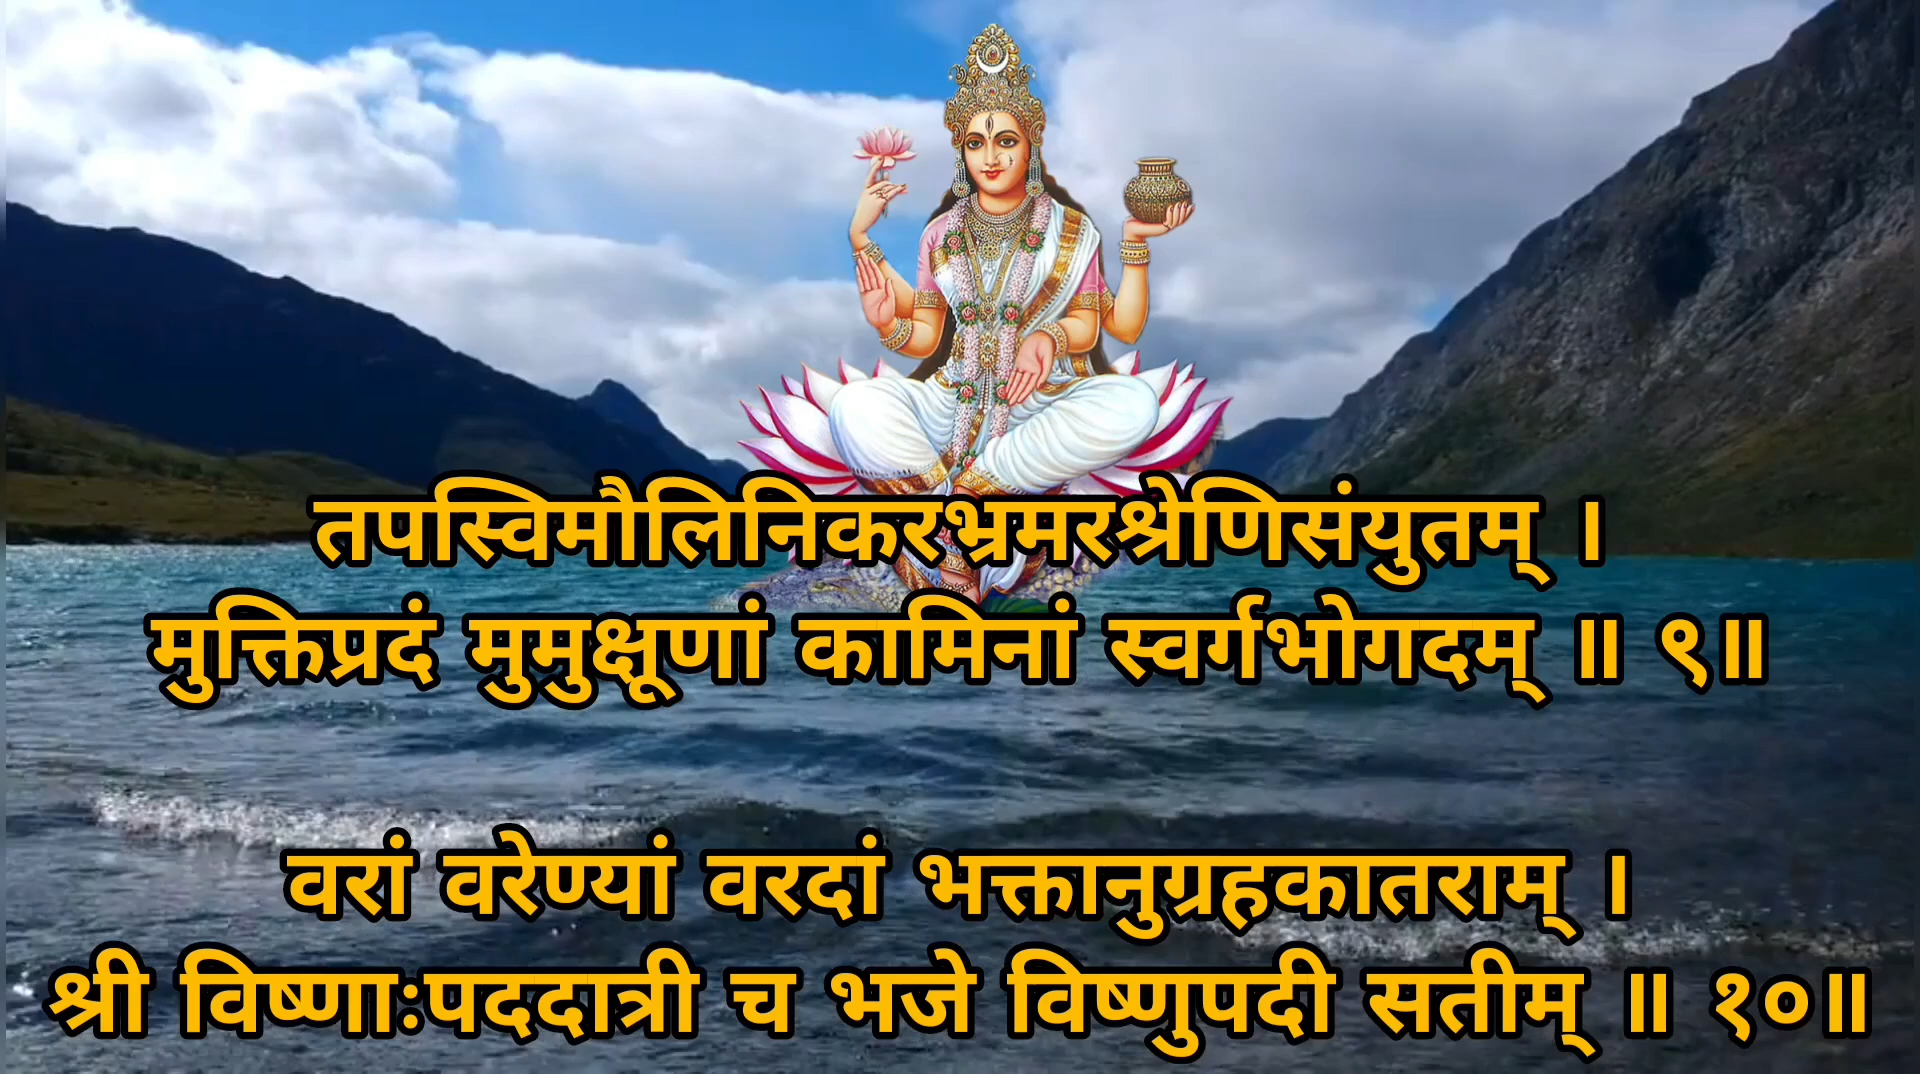 तपस्विमौलिनिकरभ्रमरश्रेणिसंयुतम् ।
मुक्तिप्रदं मुमुक्षूणां कामिनां स्वर्गभोगदम् ॥ ९॥
वरां वरेण्यां वरदां भक्तानुग्रहकातराम् ।
श्री विष्णाःपददात्री च भजे विष्णुपदी सतीम् ॥ १०॥